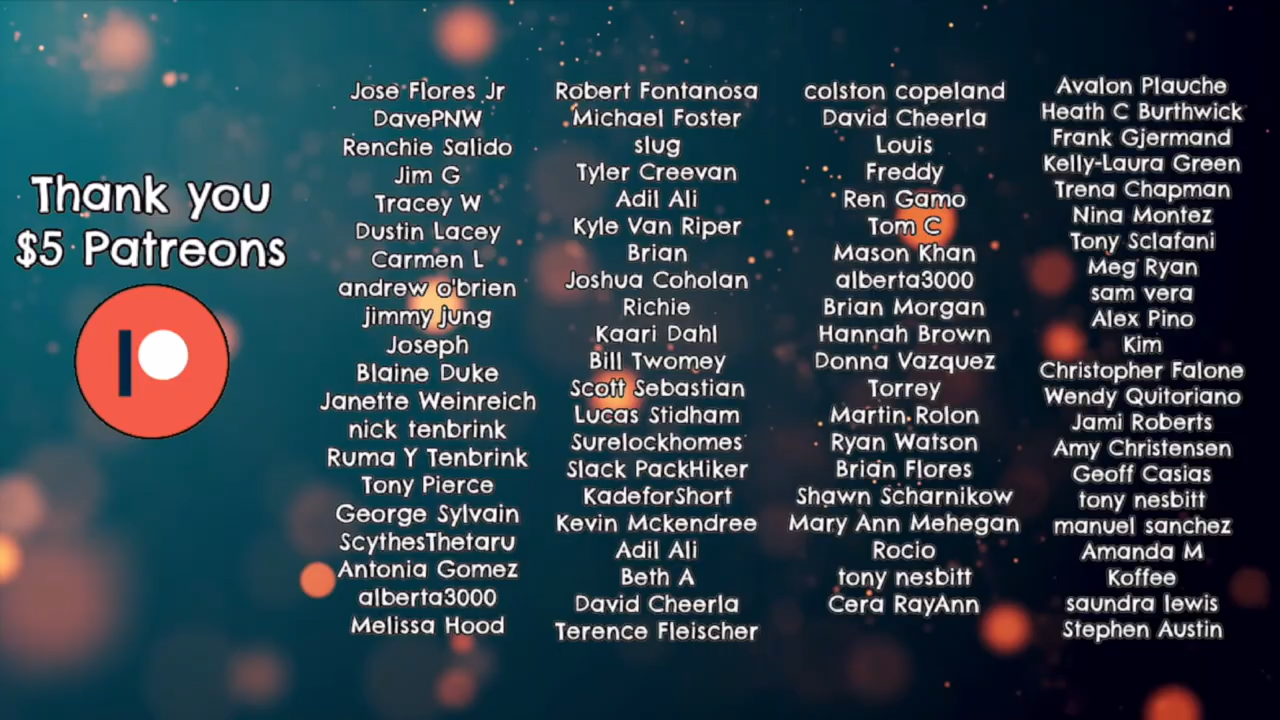 Thank you
$5 Patreons
Jose Flores Jr
DavePNW
Renchie Salido
Jim G
Tracey W
Dustin Lacey
Carmen L
andrew o'brien
jimmy jung
Joseph
Blaine Duke
Janette Weinreich
nick tenbrink
Ruma Y Tenbrink
Tony Pierce
George Sylvain
ScythesThetaru
Antonia Gomez
alberta3000
Melissa Hood
Robert Fontanosa
Michael Foster
slug
Tyler Creevan
Adil Ali
Kyle Van Riper
Brian
Joshua Coholan
Richie
Kaari Dahl
Bill Twomey
Scott Sebastian
Lucas Stidham
Surelockhomes
Slack PackHiker
KadeforShort
Kevin Mckendree
Adil Ali
Beth A
David Cheerla
Terence Fleischer
colston copeland
David Cheerla
Louis
Freddy
Ren Gamo
Tom C
Mason Khan
alberta3000
Brian Morgan
Hannah Brown
Donna Vazquez
Torrey
Martin Rolon
Ryan Watson
Brian Flores
Shawn Scharnikow
Mary Ann Mehegan
Rocio
tony nesbitt
Cera RayAnn
Avalon Plauche
Heath C Burthwick
Frank Gjermand
Kelly-Laura Green
Trena Chapman
Nina Montez
Tony Sclafani
Meg Ryan
sam vera
Alex Pino
Kim
Christopher Falone
Wendy Quitoriano
Jami Roberts
Amy Christensen
Geoff Casias
tony nesbitt
manuel sanchez
Amanda M
Koffee
saundra lewis
Stephen Austin